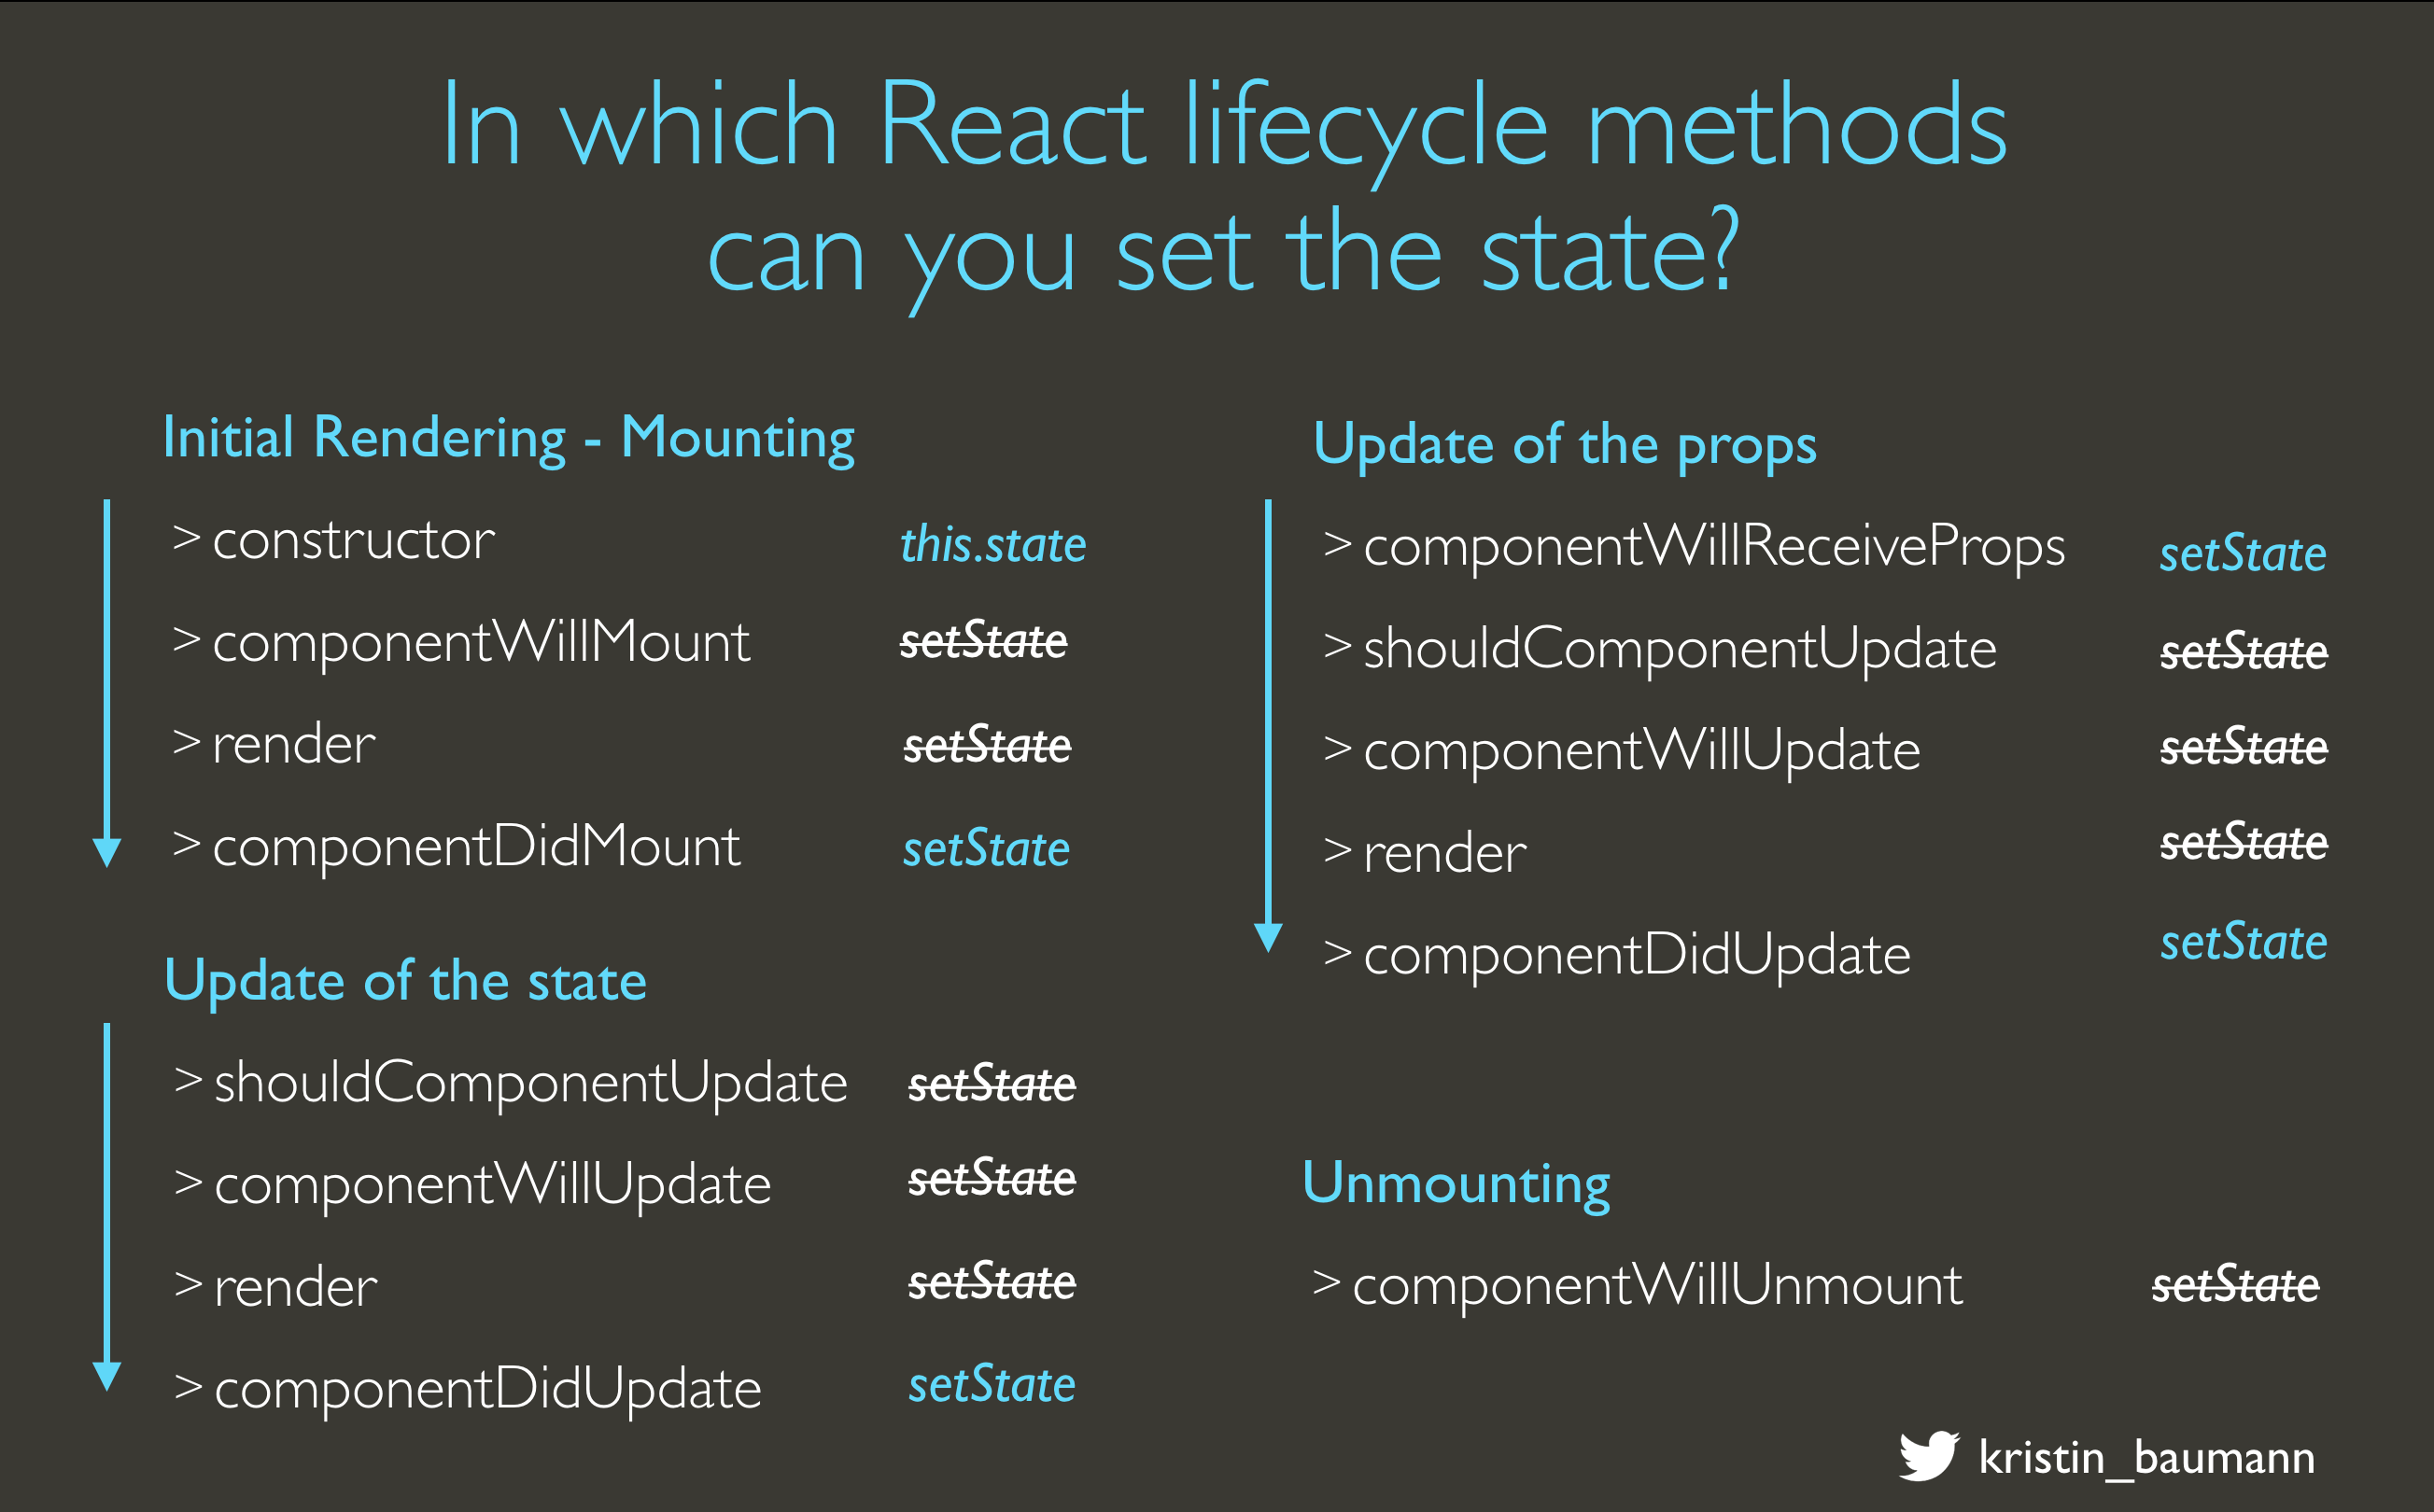 In which React lifecycle methods
can you set the state?
Initial Rendering - Mounting
> constructor this.state
> componentWillMount setState
> render setState
> componentDidMount setState
Update of the state
> shouldComponentUpdate setState
> componentWillUpdate setState
> render setState
> componentDidUpdate setState
Update of the props
> componentWillReceiveProps setState
> shouldComponentUpdate setState
> componentWillUpdate setState
> render setState
> componentDidUpdate setState
Unmounting
> componentWillUnmount setState
kristin_baumann